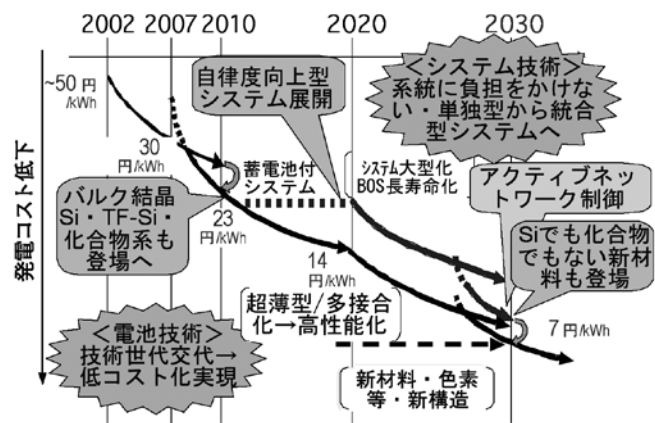 2002 2007 2010 2020 2030
~50 円
/kWh
自律度向上型
システム展開
<システム技術>
系統に負担をかけな
い・単独型から統合
型システムへ
30
円/kWh
蓄電池付
システム
システム大型化
BOS長寿命化
アクティブネッ
トワーク制御
バルク結晶
Si・TF-Si・
化合物系も
登場へ
23
円/kWh
14
円/kWh
Siでも化合物
でもない新材
料も登場
7 円/kWh
発電コスト低下
超薄型/多接合
化→高性能化
<電池技術>
技術世代交代→
低コスト化実現
新材料・色素
等・新構造